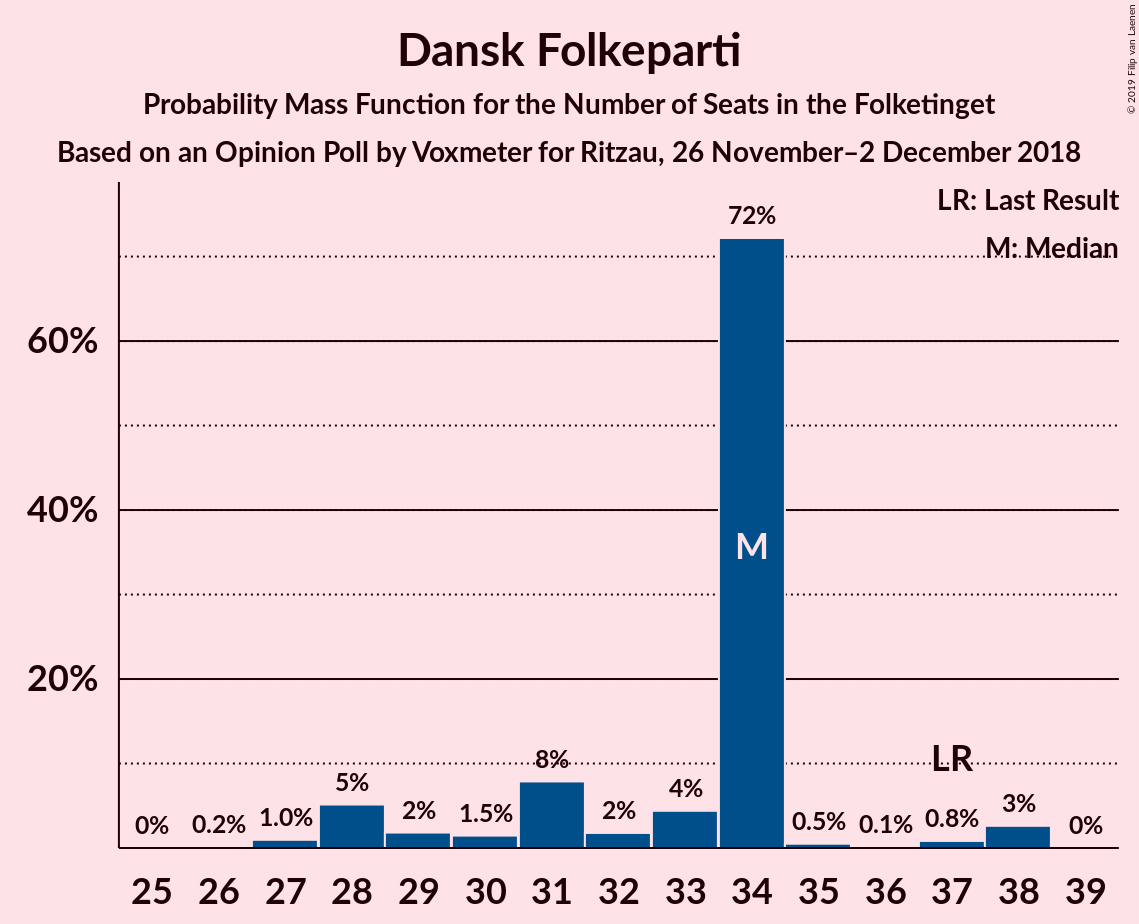 Dansk Folkeparti
Probability Mass Function for the Number of Seats in the Folketinget
Based on an Opinion Poll by Voxmeter for Ritzau, 26 November–2 December 2018
© 2019 Filip van Laenen
LR: Last Result
M: Median
60%
40%
20%
0%
0.2%
1.0%
5%
2%
1.5%
8%
2%
4%
72%
M
0.5%
0.1%
LR
0.8%
3%
0%
25 26 27 28 29 30 31 32 33 34 35 36 37 38 39